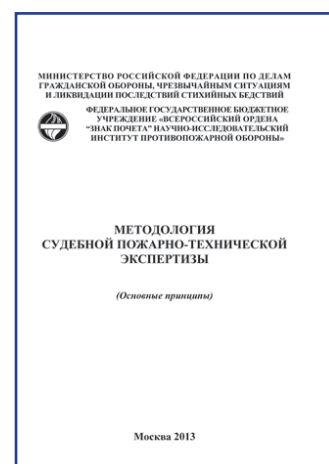 МИНИСТЕРСТВО РОССИЙСКОЙ ФЕДЕРАЦИИ ПО ДЕЛАМ
ГРАЖДАНСКОЙ ОБОРОНЫ, ЧРЕЗВЫЧАЙНЫМ СИТУАЦИЯМ
И ЛИКВИДАЦИИ ПОСЛЕДСТВИЙ СТИХИЙНЫХ БЕДСТВИЙ
ФЕДЕРАЛЬНОЕ ГОСУДАРСТВЕННОЕ БЮДЖЕТНОЕ
УЧРЕЖДЕНИЕ «ВСЕРОССИЙСКИЙ ОРДЕНА
“ЗНАК ПОЧЕТА” НАУЧНО-ИССЛЕДОВАТЕЛЬСКИЙ
ИНСТИТУТ ПРОТИВОПОЖАРНОЙ ОБОРОНЫ»
МЕТОДОЛОГИЯ
СУДЕБНОЙ ПОЖАРНО-ТЕХНИЧЕСКОЙ
ЭКСПЕРТИЗЫ
(Основные принципы)
Москва 2013